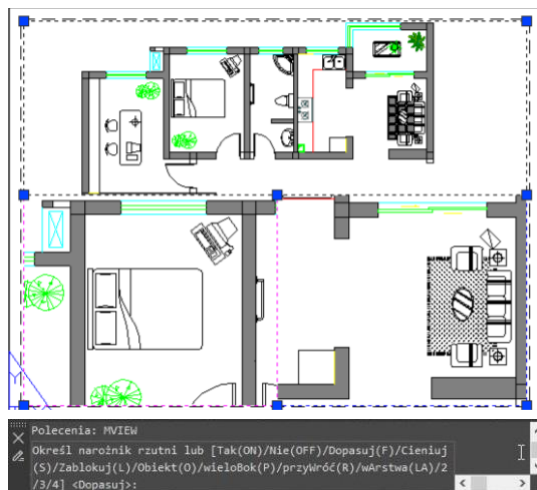 Polecenia: MVIEW
Określ narożnik rzutni lub [Tak(ON)/Nie(OFF)/Dopasuj(F)/Cieniuj
(S)/Zablokuj(L)/Obiekt(O)/wieloBok(P)/przyWróć(R)/wArstwa(LA)/2
/3/4] <Dopasuj>: